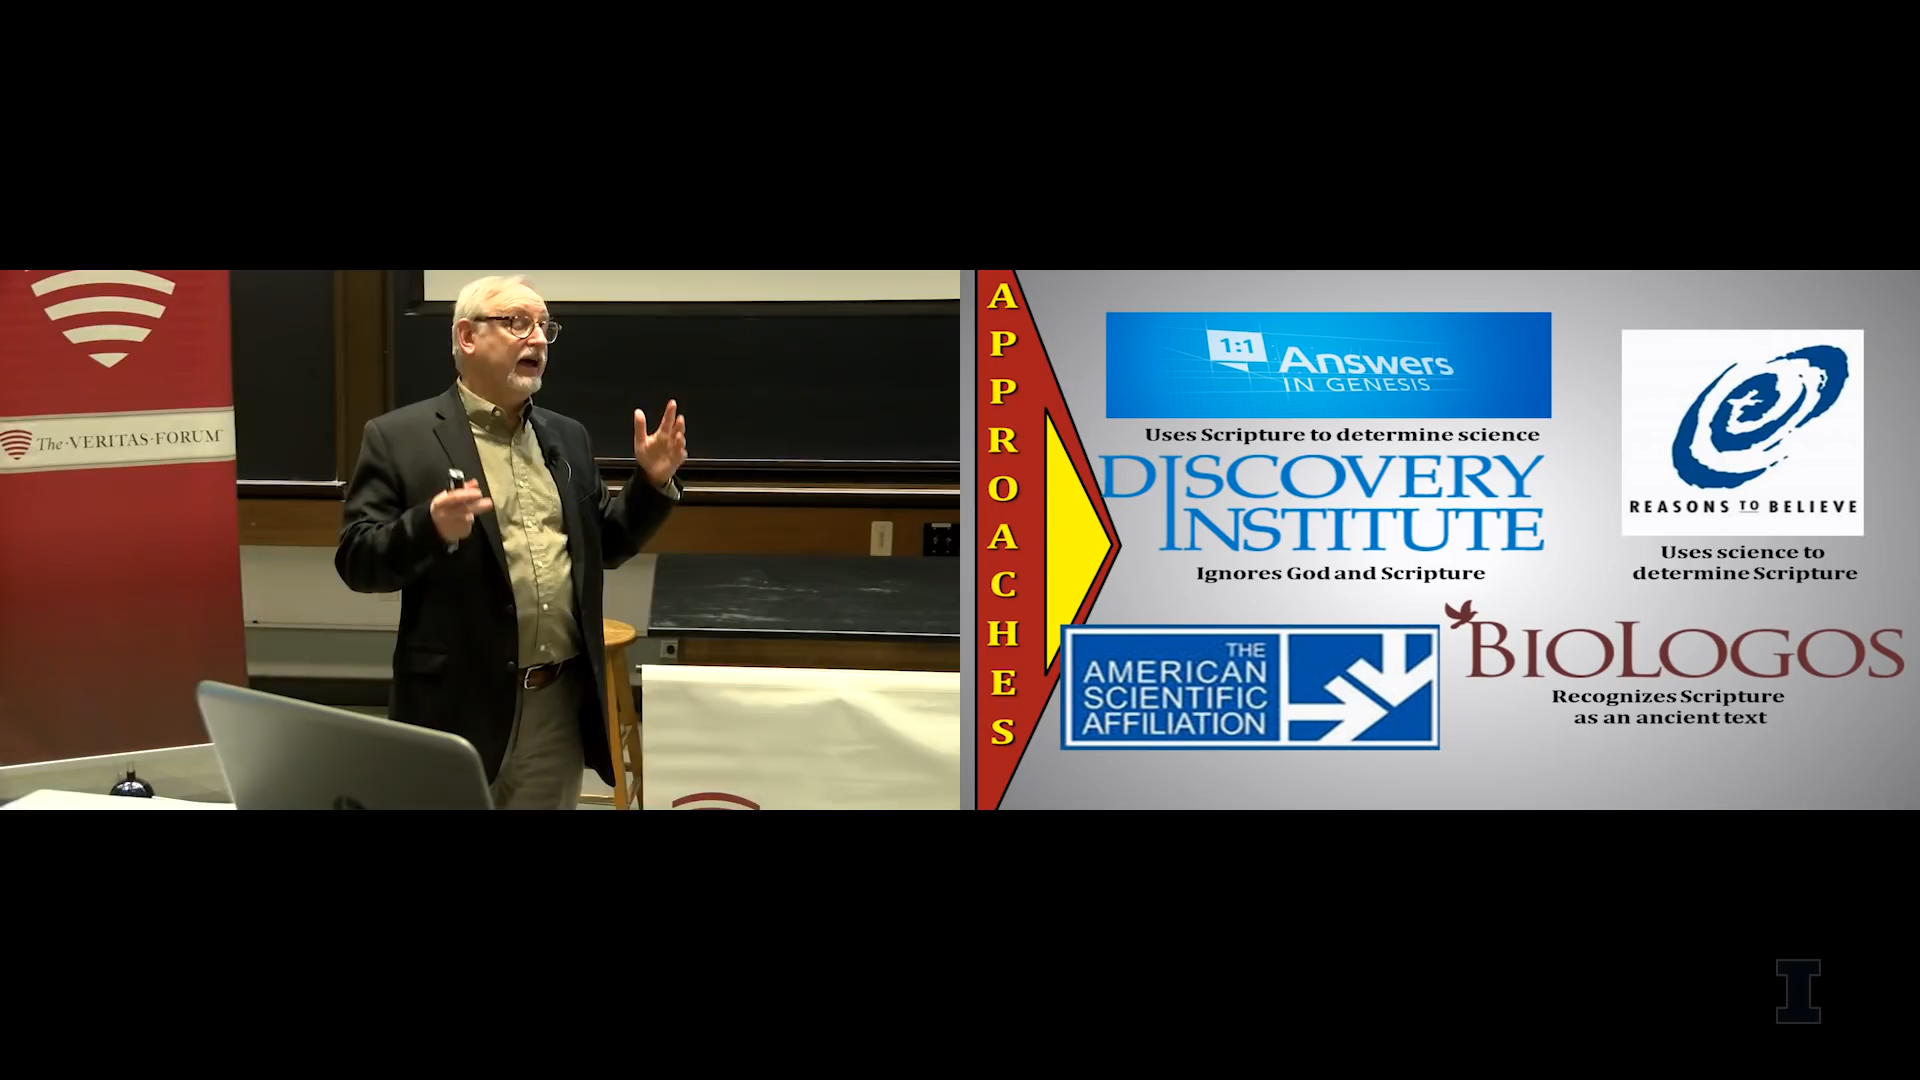 The·VERITAS·FORUM
APPROACHES
1:1
Answers
IN GENESIS
Uses Scripture to determine science
DISCOVERY
INSTITUTE
Ignores God and Scripture
REASONS TO BELIEVE
Uses science to
determine Scripture
THE
AMERICAN
SCIENTIFIC
AFFILIATION
BIOLOGOS
Recognizes Scripture
as an ancient text
I